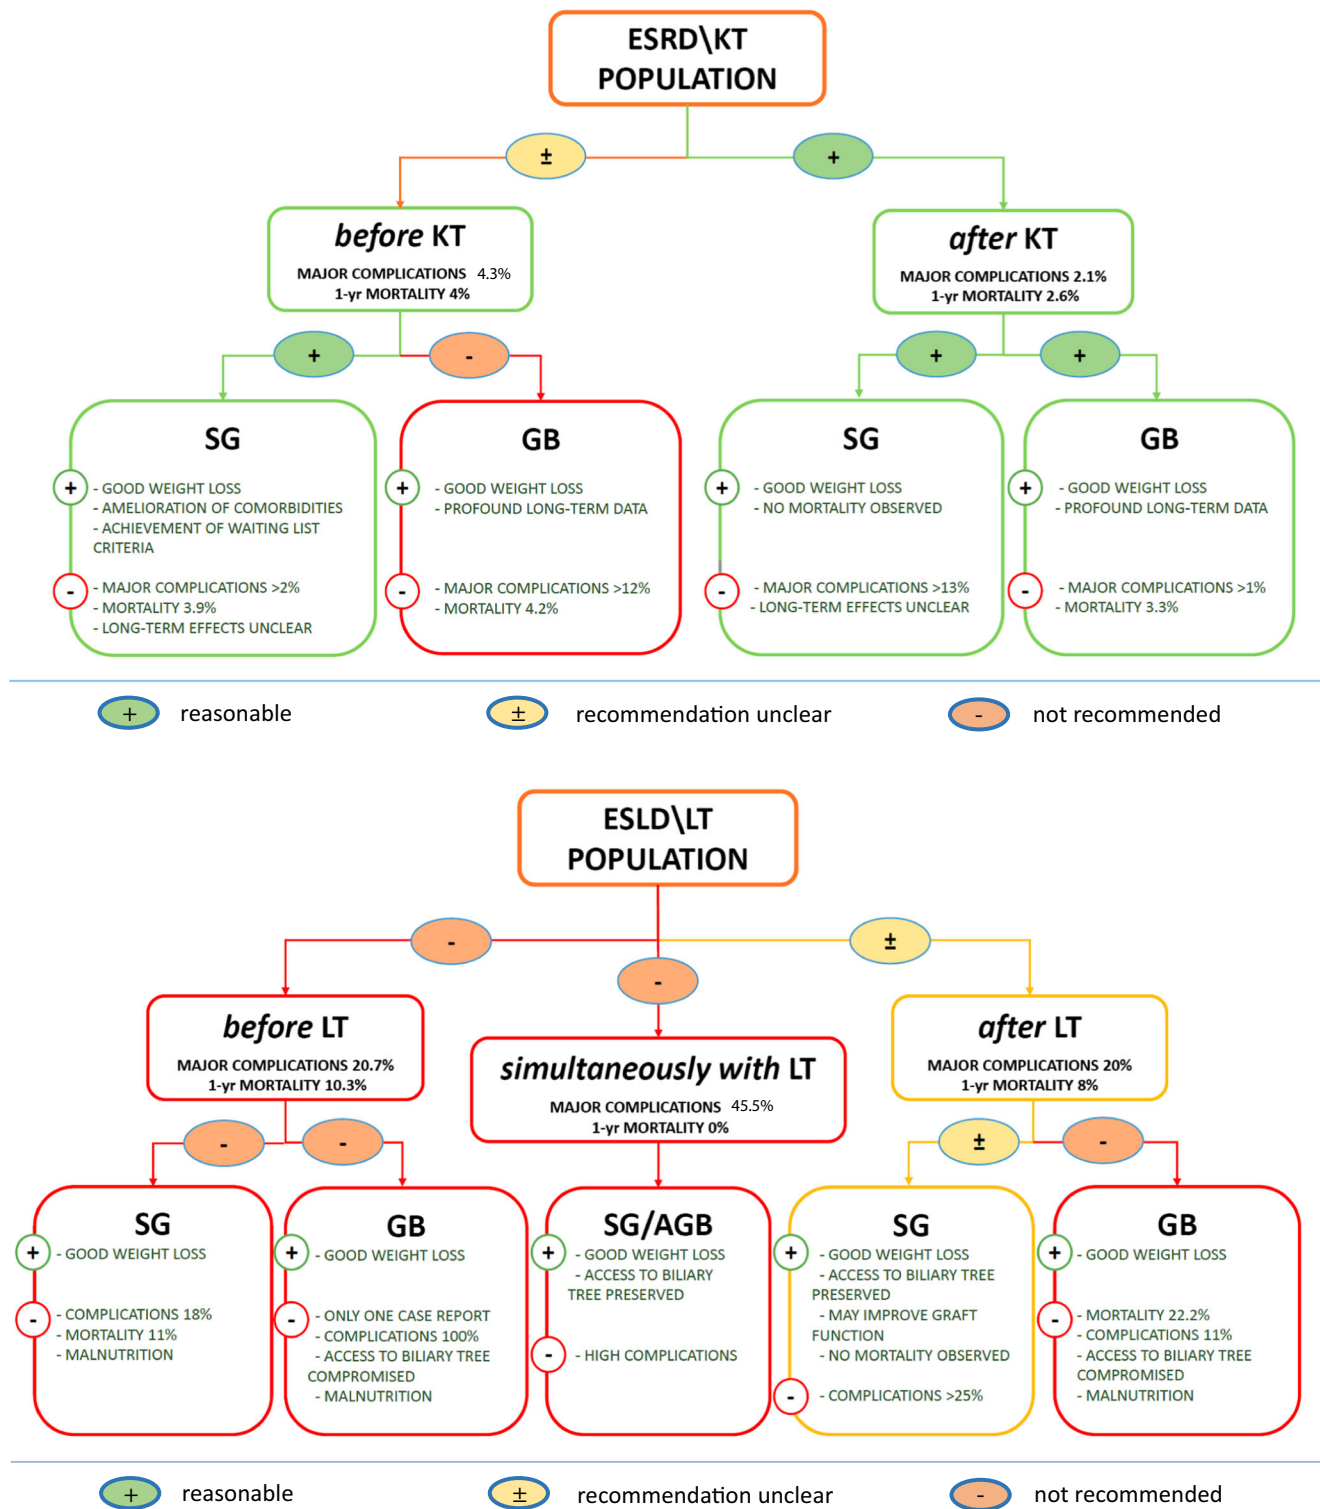 ESRD\KT
POPULATION
±
+
before KT
MAJOR COMPLICATIONS 4.3%
1-yr MORTALITY 4%
after KT
MAJOR COMPLICATIONS 2.1%
1-yr MORTALITY 2.6%
+
-
+
+
SG
+
- GOOD WEIGHT LOSS
- AMELIORATION OF COMORBIDITIES
- ACHIEVEMENT OF WAITING LIST
CRITERIA
-
- MAJOR COMPLICATIONS >2%
- MORTALITY 3.9%
- LONG-TERM EFFECTS UNCLEAR
GB
+
- GOOD WEIGHT LOSS
- PROFOUND LONG-TERM DATA
-
- MAJOR COMPLICATIONS >12%
- MORTALITY 4.2%
SG
+
- GOOD WEIGHT LOSS
- NO MORTALITY OBSERVED
-
- MAJOR COMPLICATIONS >13%
- LONG-TERM EFFECTS UNCLEAR
GB
+
- GOOD WEIGHT LOSS
- PROFOUND LONG-TERM DATA
-
- MAJOR COMPLICATIONS >1%
- MORTALITY 3.3%
+ reasonable
± recommendation unclear
- not recommended
ESLD\LT
POPULATION
-
-
±
before LT
MAJOR COMPLICATIONS 20.7%
1-yr MORTALITY 10.3%
simultaneously with LT
MAJOR COMPLICATIONS 45.5%
1-yr MORTALITY 0%
after LT
MAJOR COMPLICATIONS 20%
1-yr MORTALITY 8%
-
-
±
-
SG
+
- GOOD WEIGHT LOSS
-
- COMPLICATIONS 18%
- MORTALITY 11%
- MALNUTRITION
GB
+
- GOOD WEIGHT LOSS
-
- ONLY ONE CASE REPORT
- COMPLICATIONS 100%
- ACCESS TO BILIARY TREE
COMPROMISED
- MALNUTRITION
SG/AGB
+
- GOOD WEIGHT LOSS
- ACCESS TO BILIARY
TREE PRESERVED
-
- HIGH COMPLICATIONS
SG
+
- GOOD WEIGHT LOSS
- ACCESS TO BILIARY TREE
PRESERVED
- MAY IMPROVE GRAFT
FUNCTION
- NO MORTALITY OBSERVED
-
- COMPLICATIONS >25%
GB
+
- GOOD WEIGHT LOSS
-
- MORTALITY 22.2%
- COMPLICATIONS 11%
- ACCESS TO BILIARY TREE
COMPROMISED
- MALNUTRITION
+ reasonable
± recommendation unclear
- not recommended